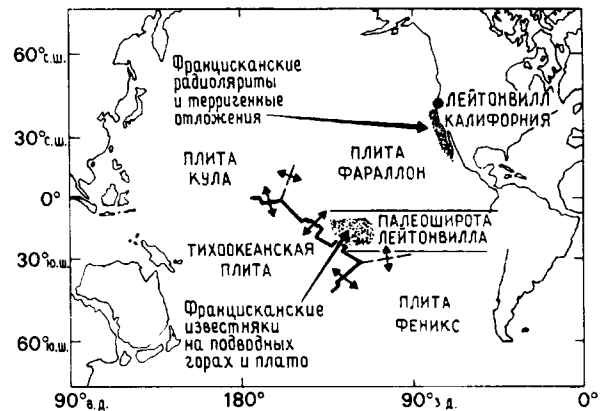 60° с.ш.
30° с.ш.
0°
30° ю.ш.
60° ю.ш.
Францисканские
радиоляриты
и терригенные
отложения
ЛЕЙТОНВИЛЛ
КАЛИФОРНИЯ
ПЛИТА
КУЛА
ПЛИТА
ФАРАЛЛОН
ПАЛЕОШИРОТА
ЛЕЙТОНВИЛЛА
ТИХООКЕАНСКАЯ
ПЛИТА
Францисканские
известняки
на подводных
горах и плато
ПЛИТА
ФЕНИКС
90° в.д.
180°
90° з.д.
0°